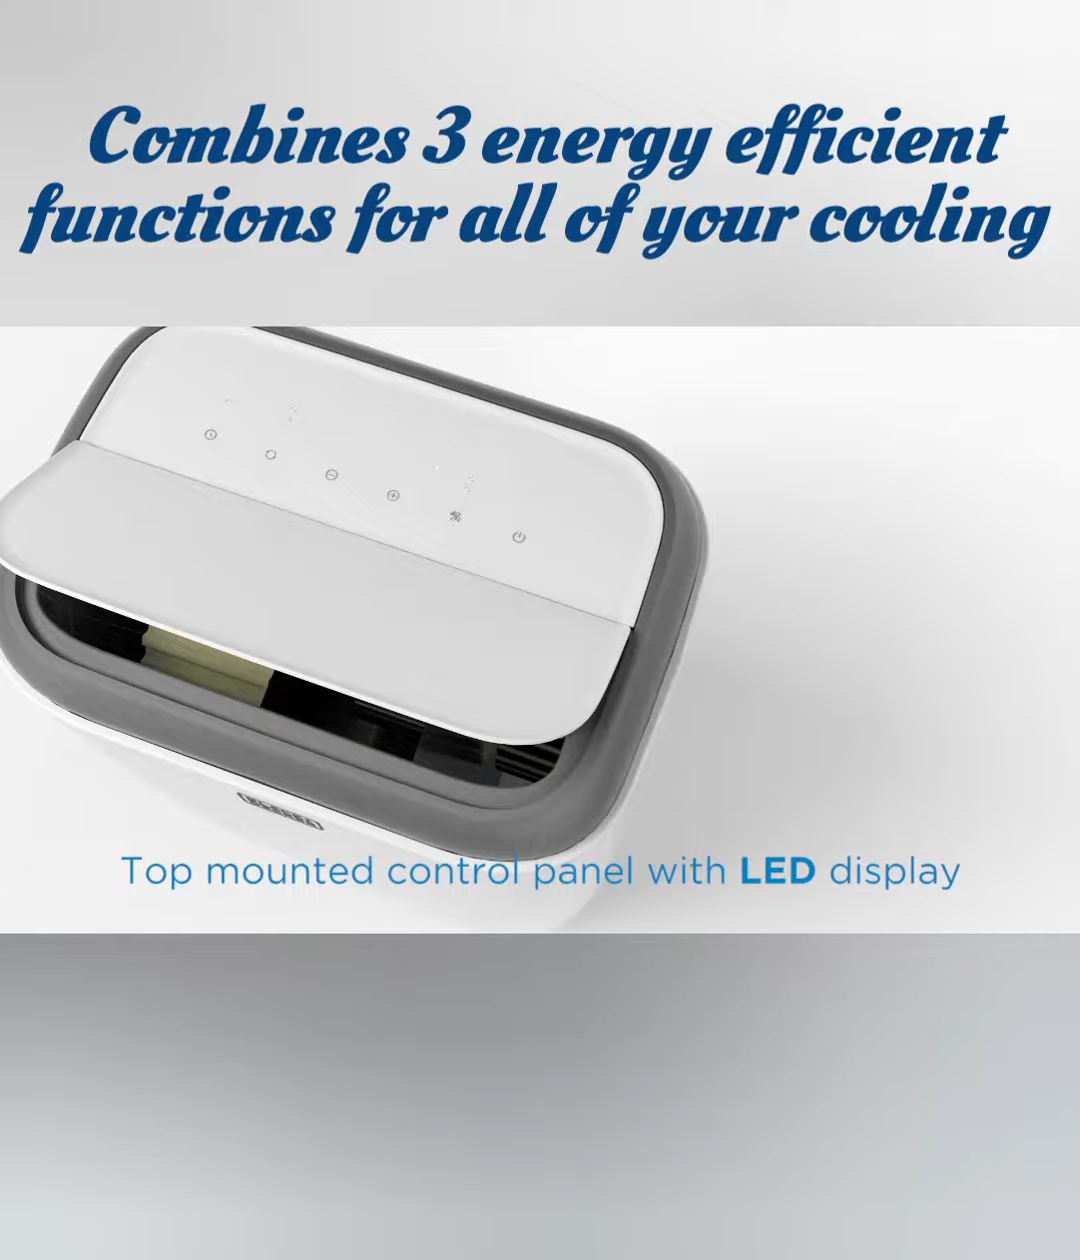 Combines 3 energy efficient
functions for all of your cooling
Top mounted control panel with LED display